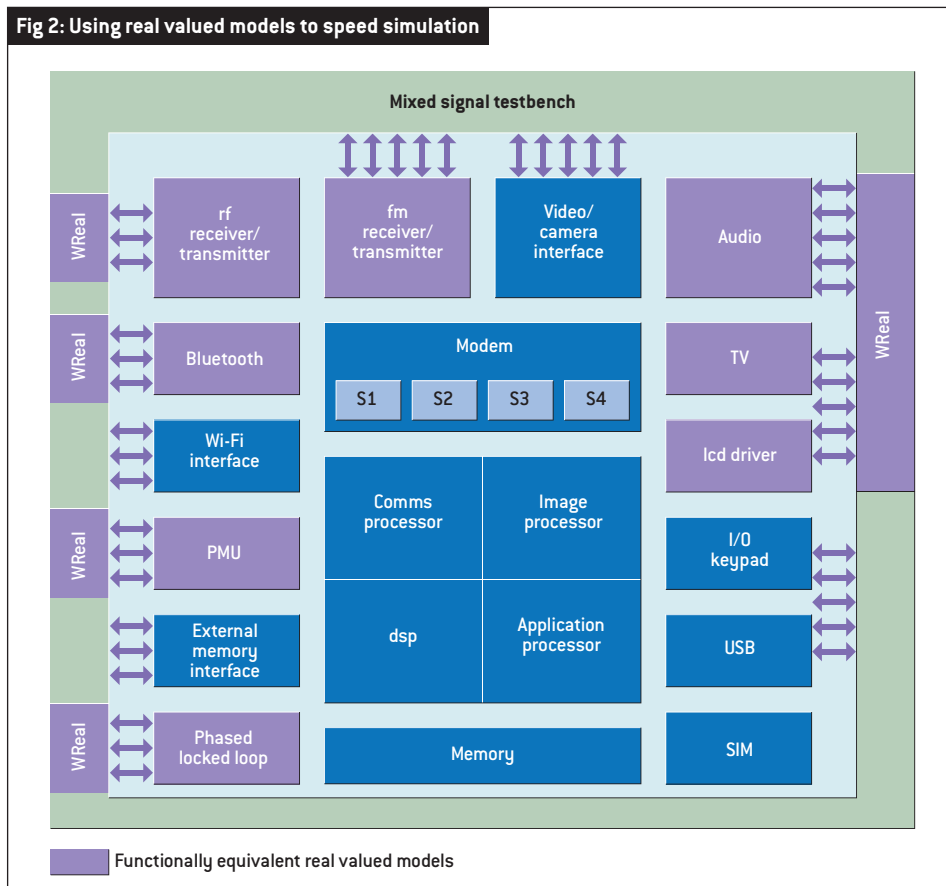 Fig 2: Using real valued models to speed simulation
Mixed signal testbench
WReal
rf
receiver/
transmitter
fm
receiver/
transmitter
Video/
camera
interface
Audio
WReal
WReal
Bluetooth
Modem
S1
S2
S3
S4
TV
Wi-Fi
interface
lcd driver
Comms
processor
Image
processor
WReal
PMU
I/O
keypad
External
memory
interface
dsp
Application
processor
USB
WReal
Phased
locked loop
Memory
SIM
Functionally equivalent real valued models